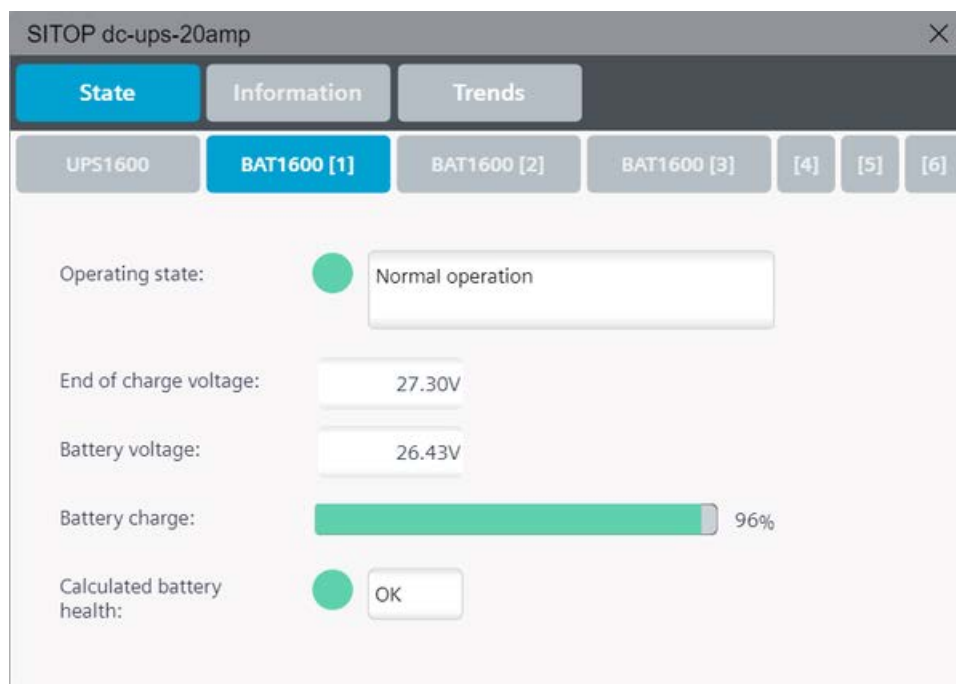 SITOP dc-ups-20amp
State Information Trends
UPS1600 BAT1600 [1] BAT1600 [2] BAT1600 [3] [4] [5] [6]
Operating state: Normal operation
End of charge voltage: 27.30V
Battery voltage: 26.43V
Battery charge: 96%
Calculated battery
health: OK